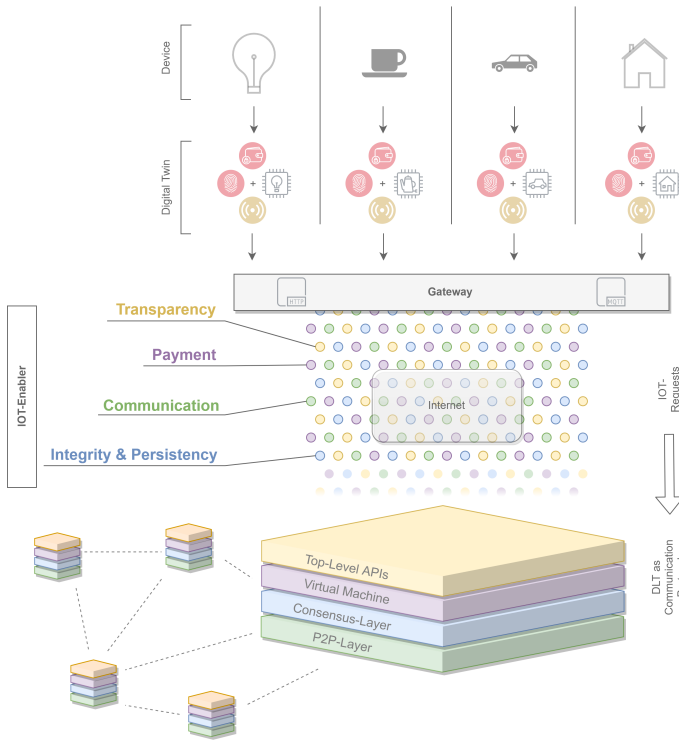 Device
Digital Twin
+
+
+
+
Gateway
HTTP
MQTT
Transparency
Payment
Communication
Integrity & Persistency
IOT-Enabler
Internet
IOT-
Requests
DLT as
Communication
Top-Level APIs
Virtual Machine
Consensus-Layer
P2P-Layer